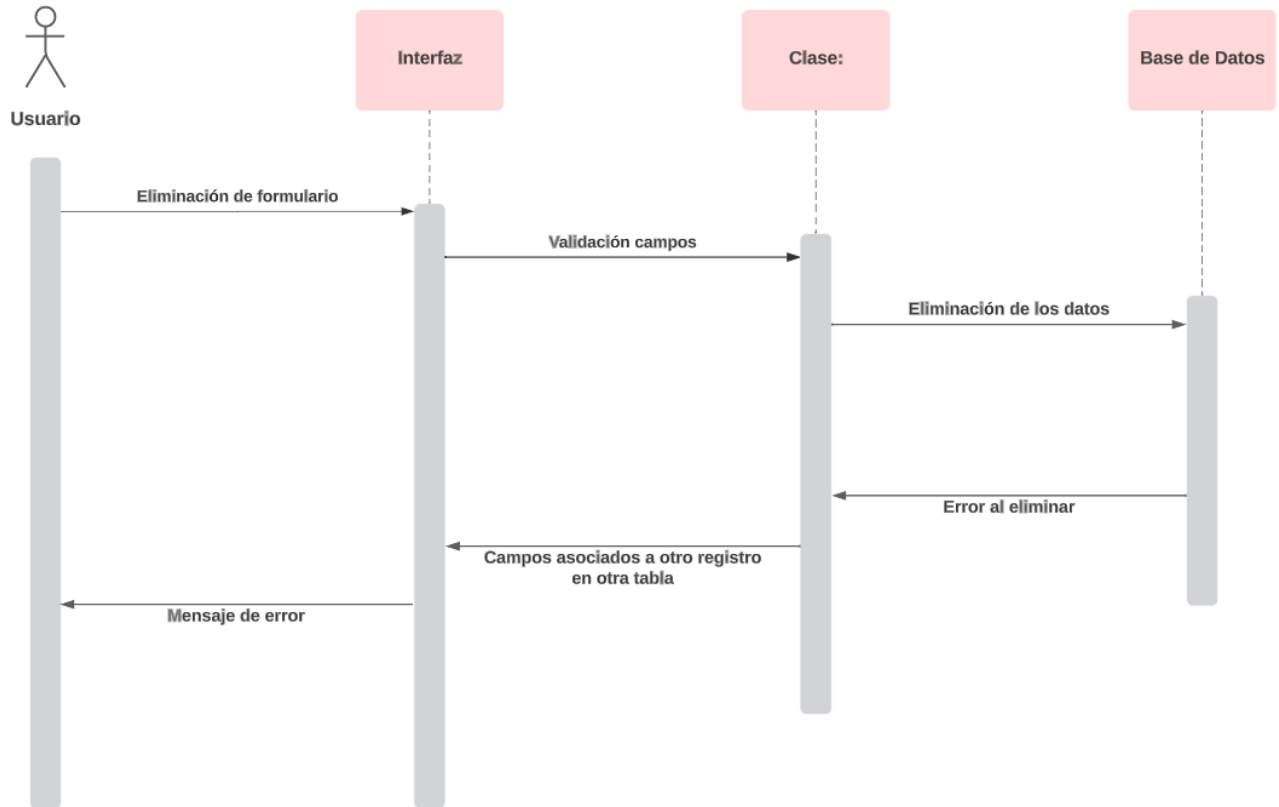 Interfaz
Clase:
Base de Datos
Usuario
Eliminación de formulario
Validación campos
Eliminación de los datos
Error al eliminar
Campos asociados a otro registro
en otra tabla
Mensaje de error